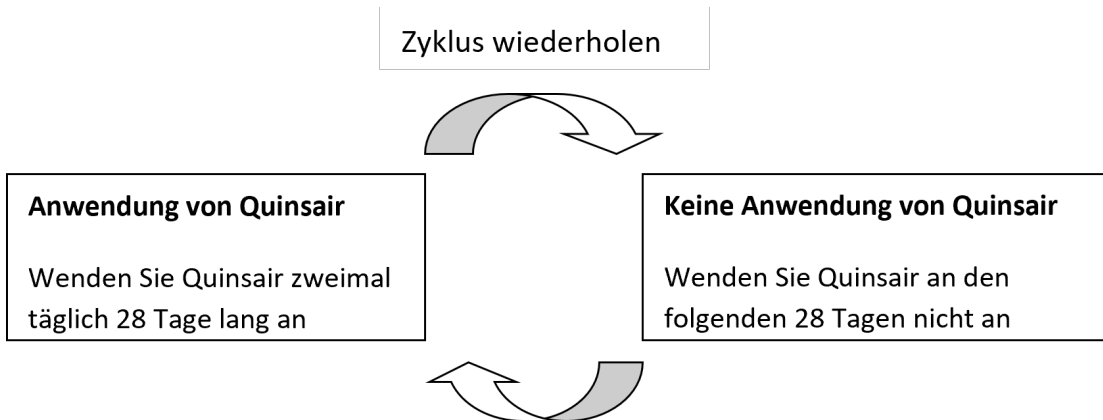 Zyklus wiederholen
Anwendung von Quinsair
Wenden Sie Quinsair zweimal
täglich 28 Tage lang an
Keine Anwendung von Quinsair
Wenden Sie Quinsair an den
folgenden 28 Tagen nicht an